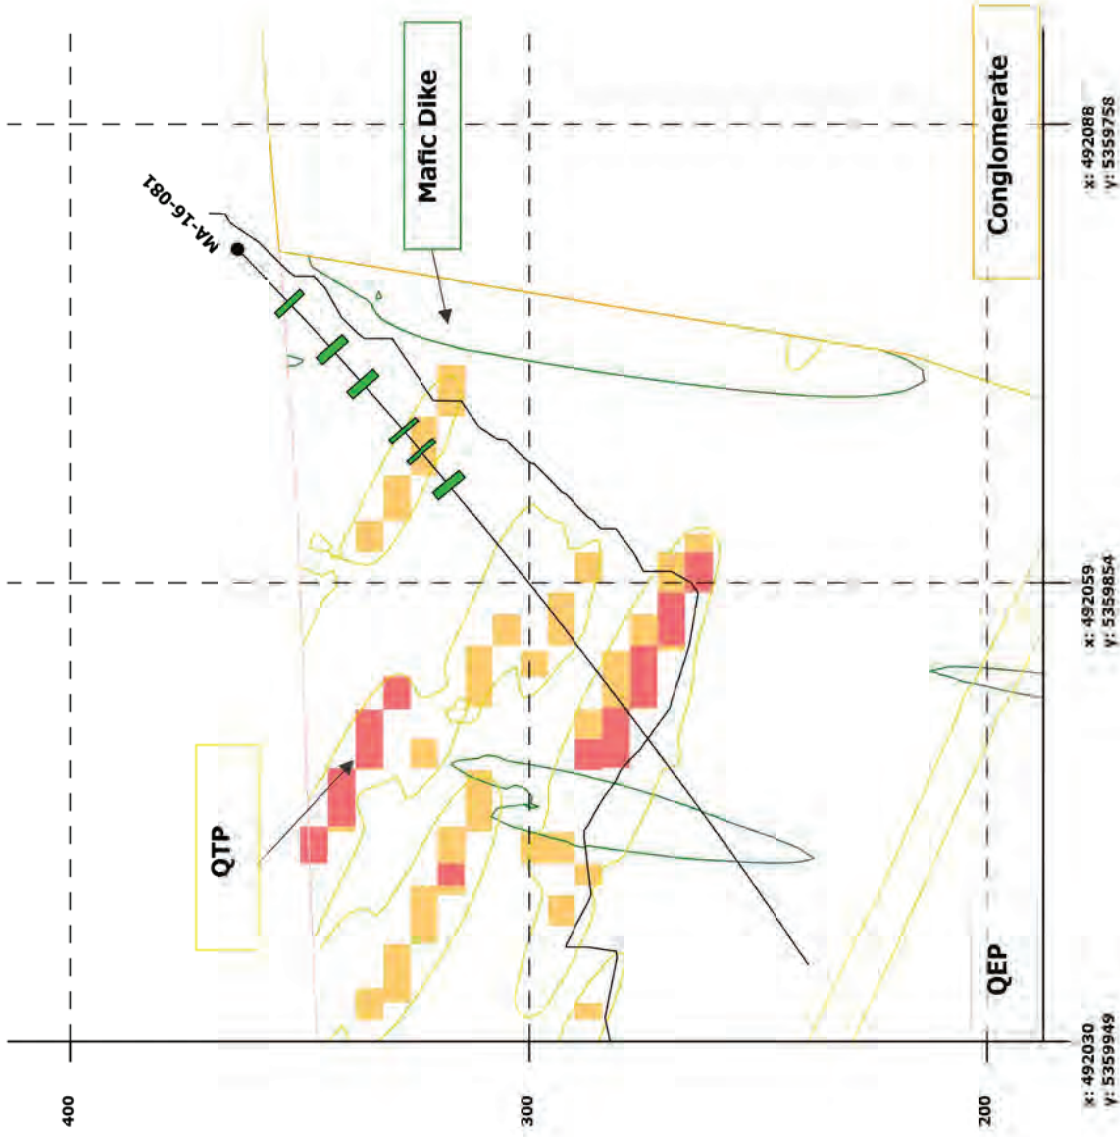 MA-16-081
Mafic Dike
Conglomerate
QTP
QEP
400
300
200
x: 492030
y: 5359949
x: 492059
y: 5359854
x: 492088
y: 5359758